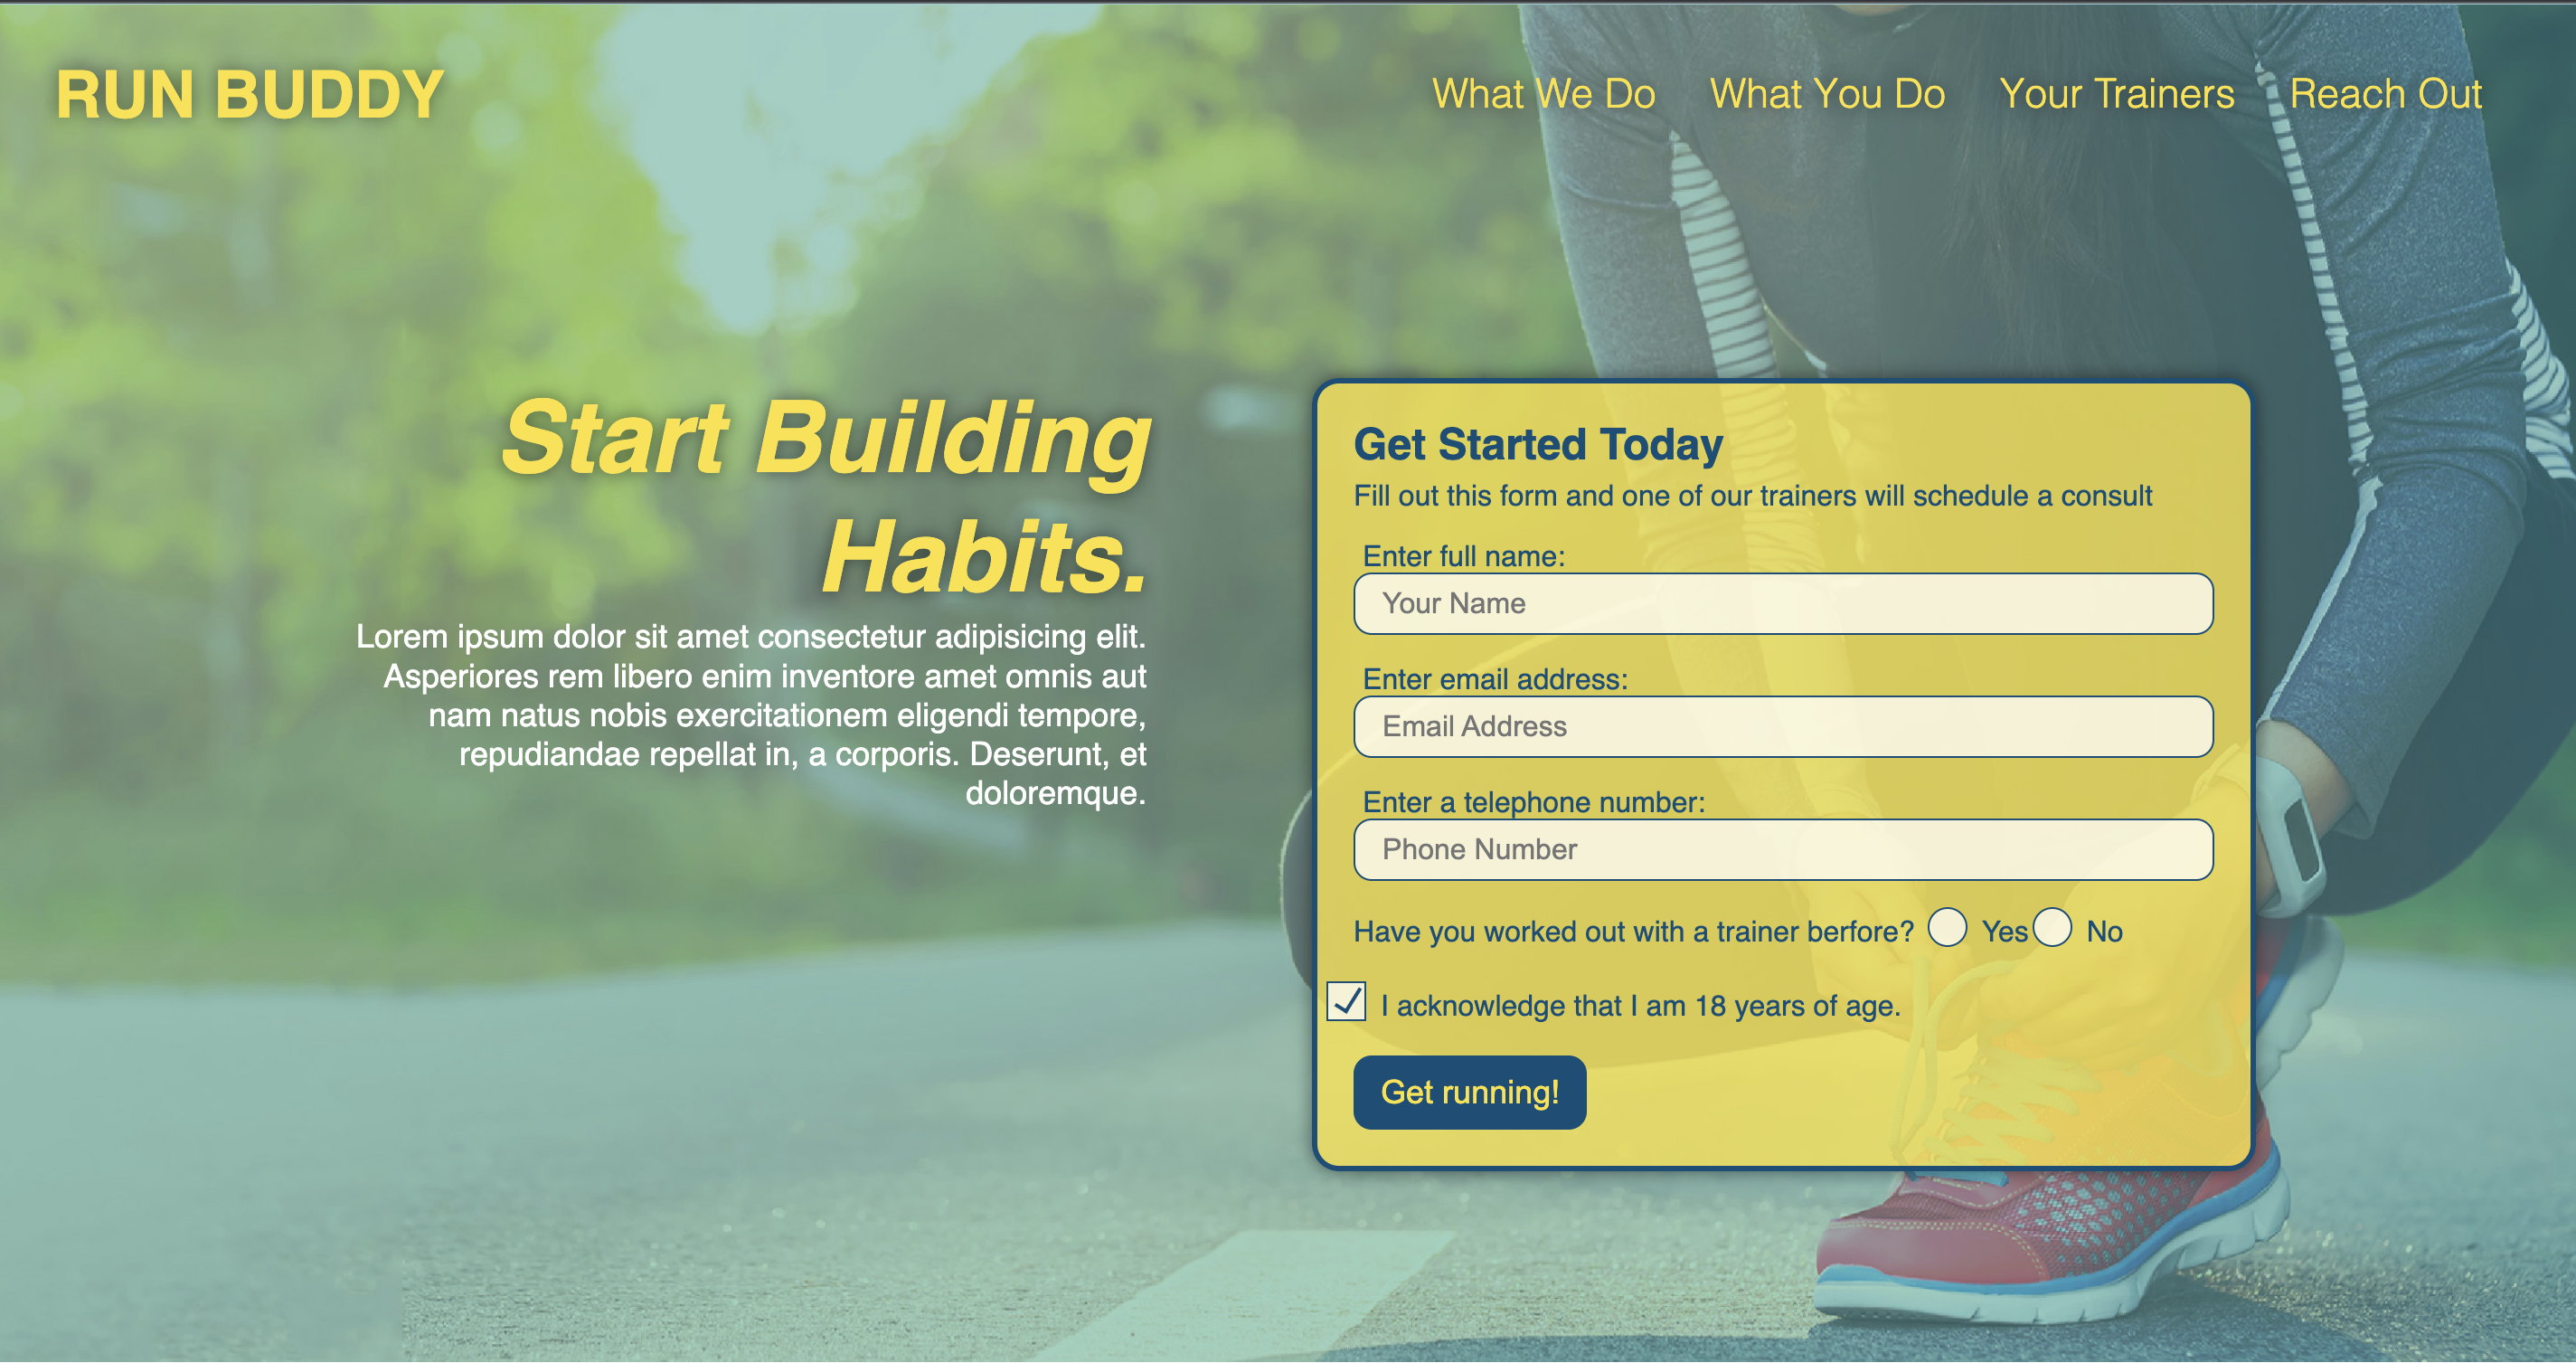 RUN BUDDY
What We Do What You Do Your Trainers Reach Out
Start Building
Habits.
Lorem ipsum dolor sit amet consectetur adipisicing elit.
Asperiores rem libero enim inventore amet omnis aut
nam natus nobis exercitationem eligendi tempore,
repudiandae repellat in, a corporis. Deserunt, et
doloremque.
Get Started Today
Fill out this form and one of our trainers will schedule a consult
Enter full name:
Your Name
Enter email address:
Email Address
Enter a telephone number:
Phone Number
Have you worked out with a trainer berfore? Yes No
I acknowledge that I am 18 years of age.
Get running!